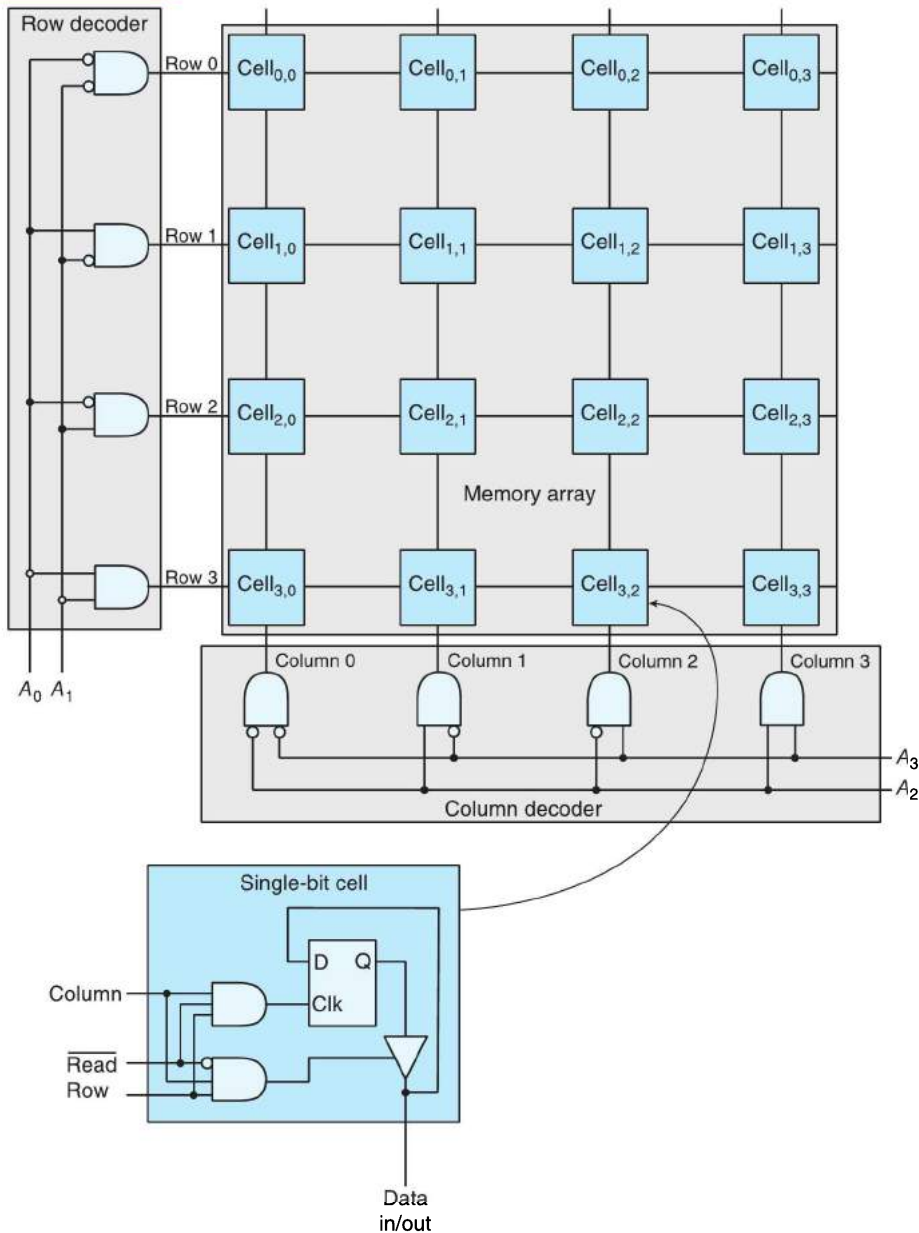 Row decoder
Row 0
Cell0,0
Cell0,1
Cell0,2
Cell0,3
Row 1
Cell1,0
Cell1,1
Cell1,2
Cell1,3
Row 2
Cell2,0
Cell2,1
Cell2,2
Cell2,3
Memory array
Row 3
Cell3,0
Cell3,1
Cell3,2
Cell3,3
A0 A1
Column 0
Column 1
Column 2
Column 3
A3
A2
Column decoder
Single-bit cell
D Q
Clk
Column
R̅e̅a̅d̅
Row
Data
in/out